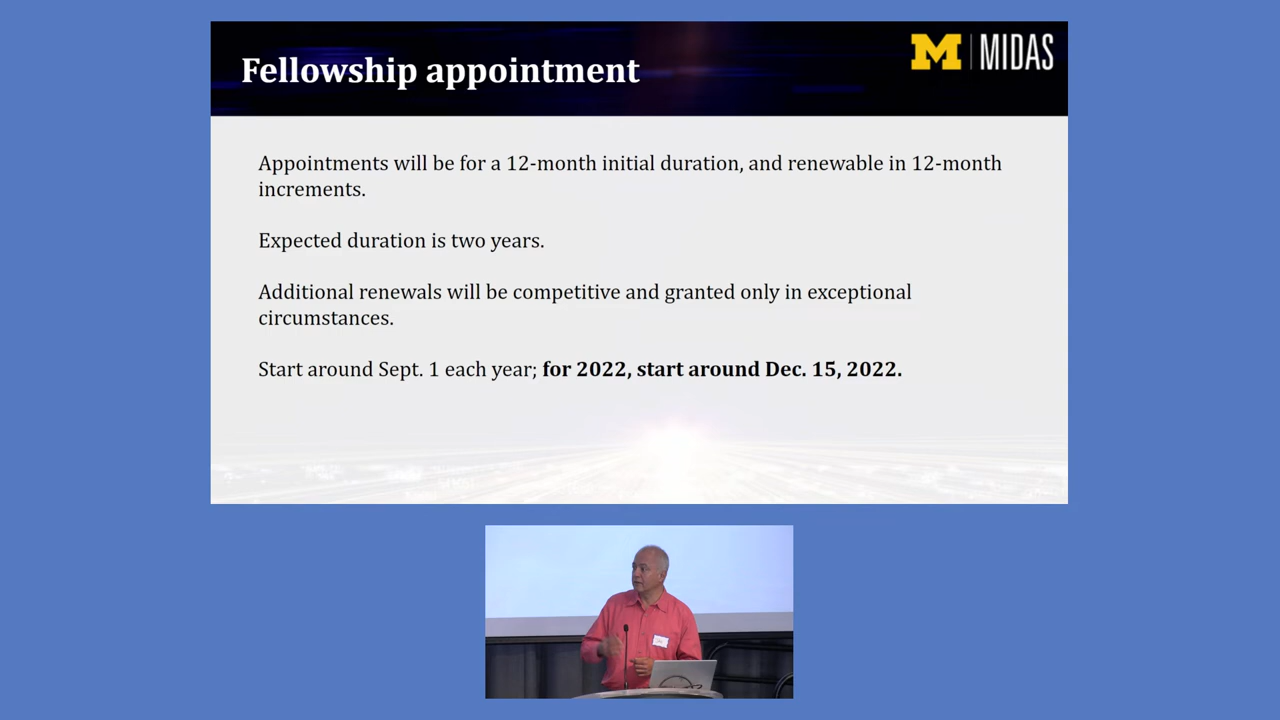 Fellowship appointment
M | MIDAS
Appointments will be for a 12-month initial duration, and renewable in 12-month
increments.
Expected duration is two years.
Additional renewals will be competitive and granted only in exceptional
circumstances.
Start around Sept. 1 each year; for 2022, start around Dec. 15, 2022.